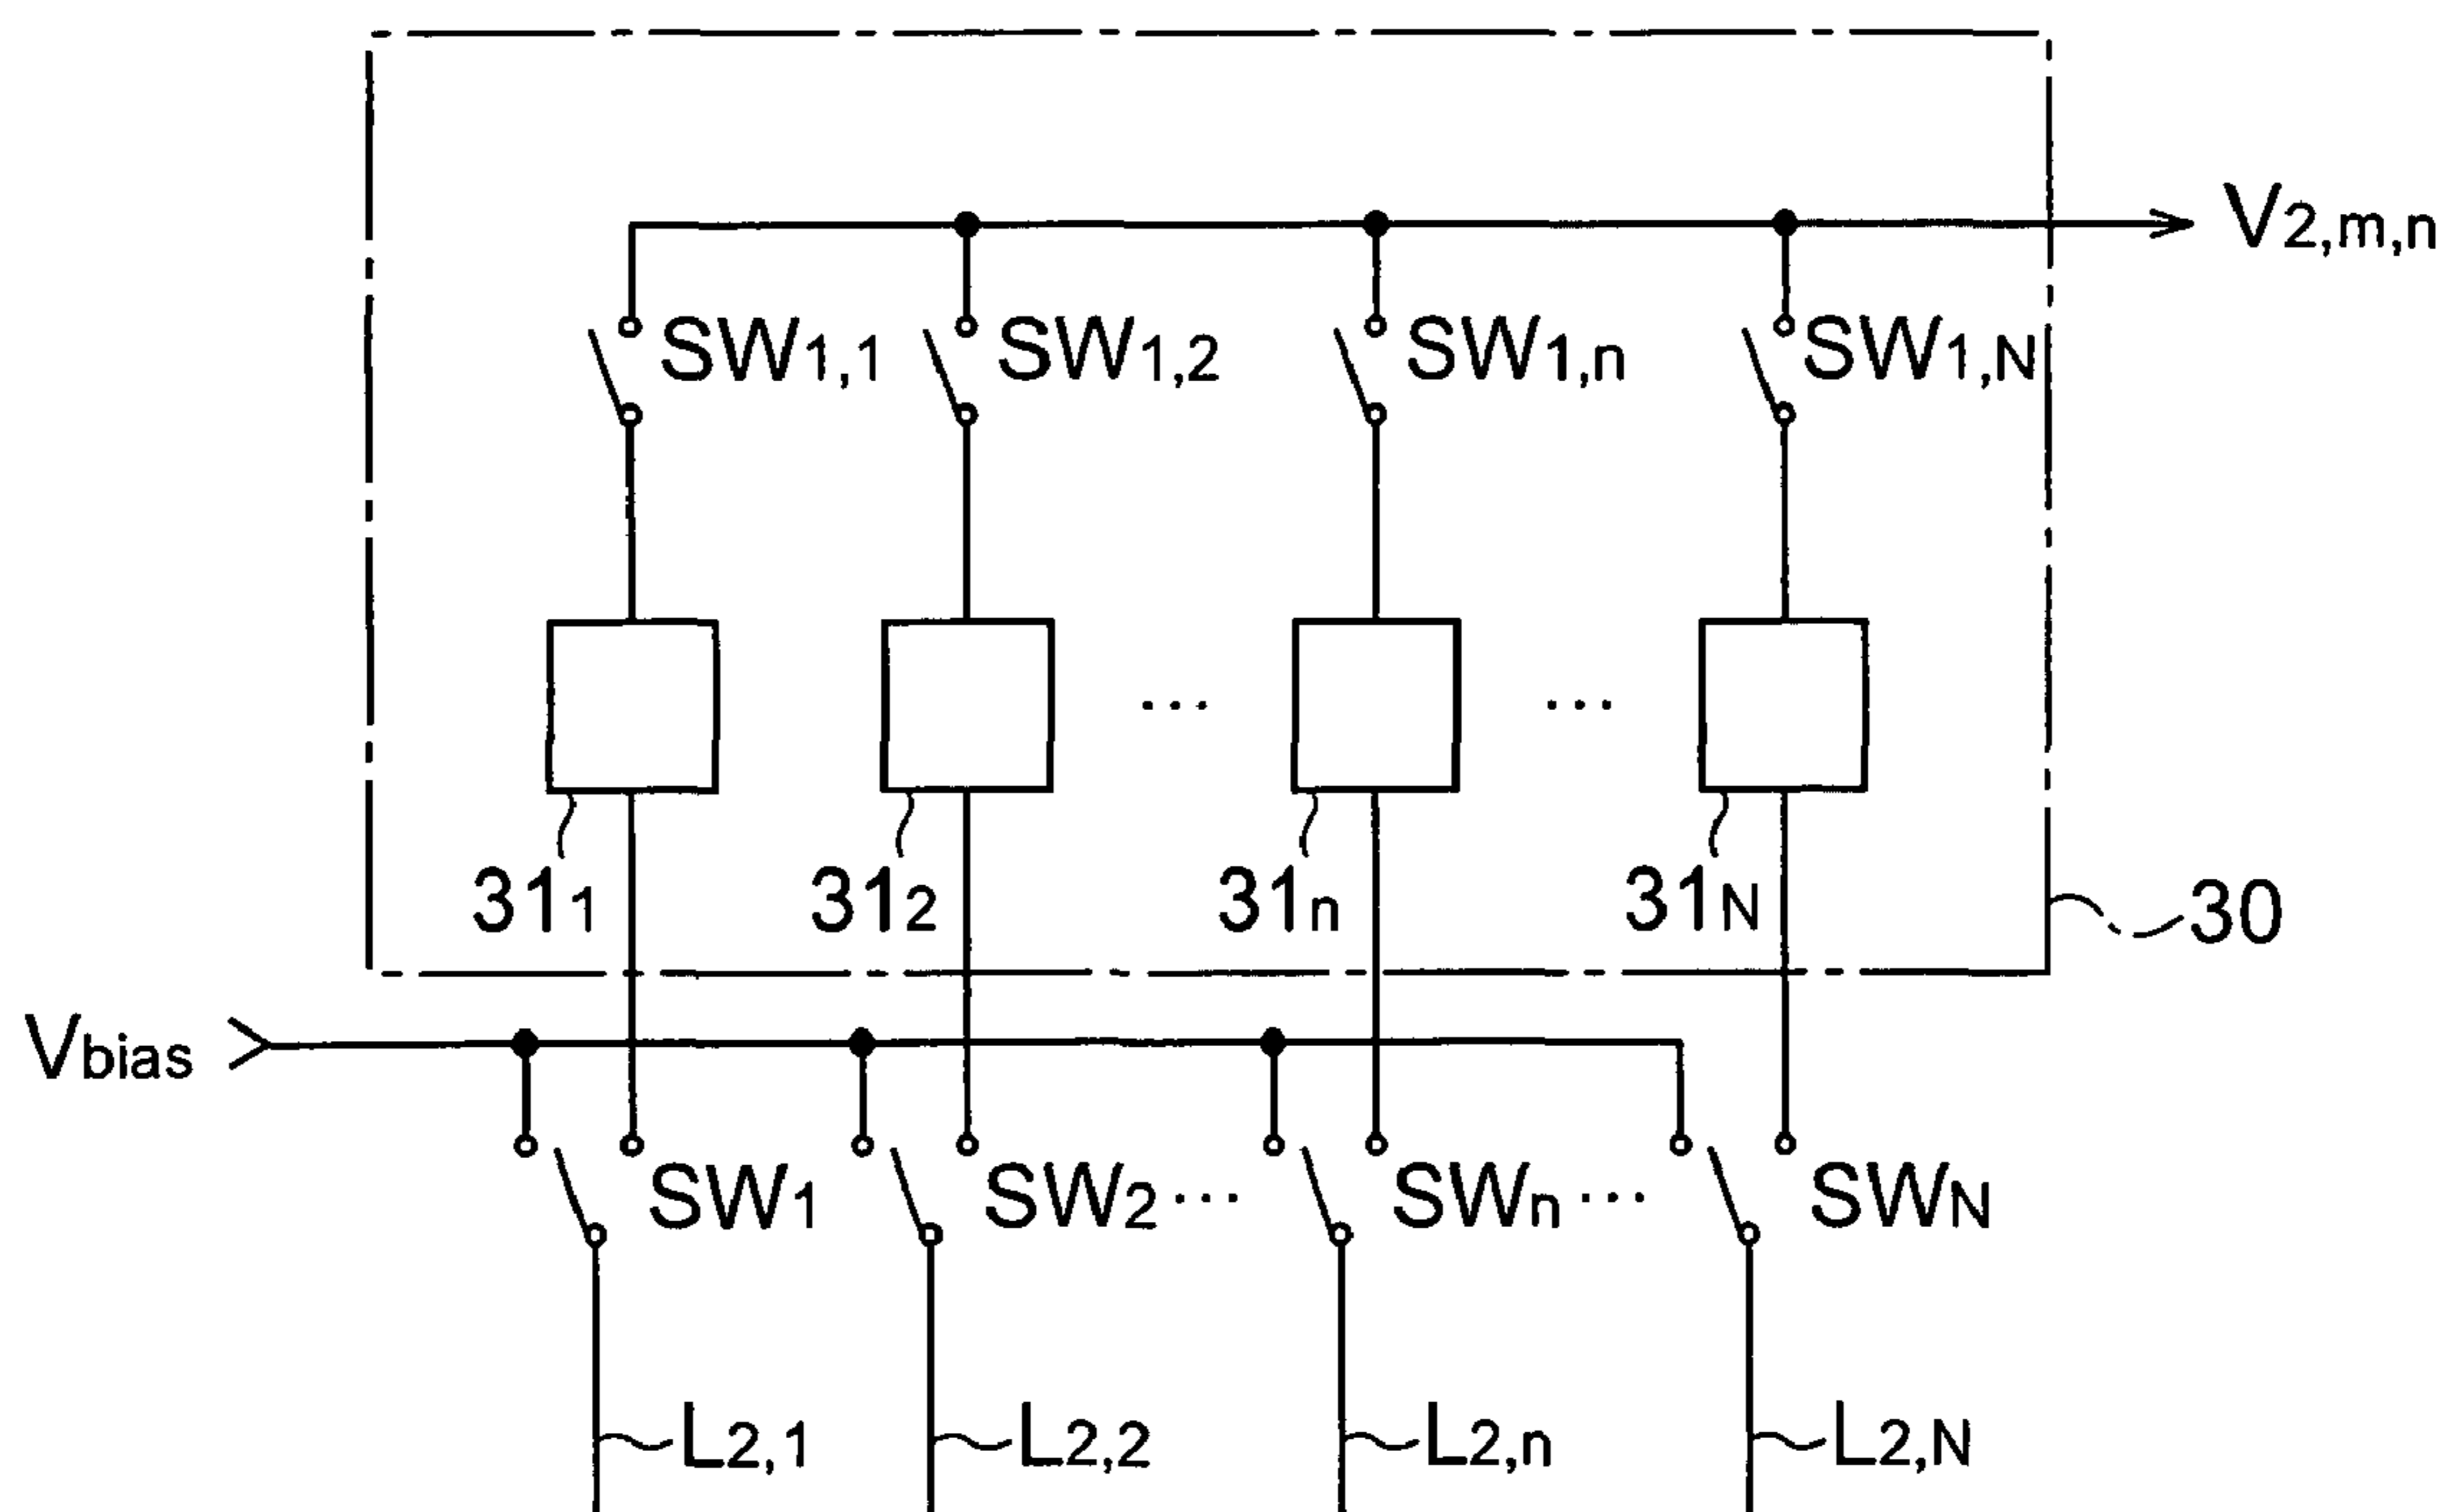 V2,m,n
SW1,1 SW1,2 SW1,n SW1,N
... ...
311 312 31n 31N 30
Vbias
SW1 SW2... SWn... SWN
L2,1 L2,2 L2,n L2,N